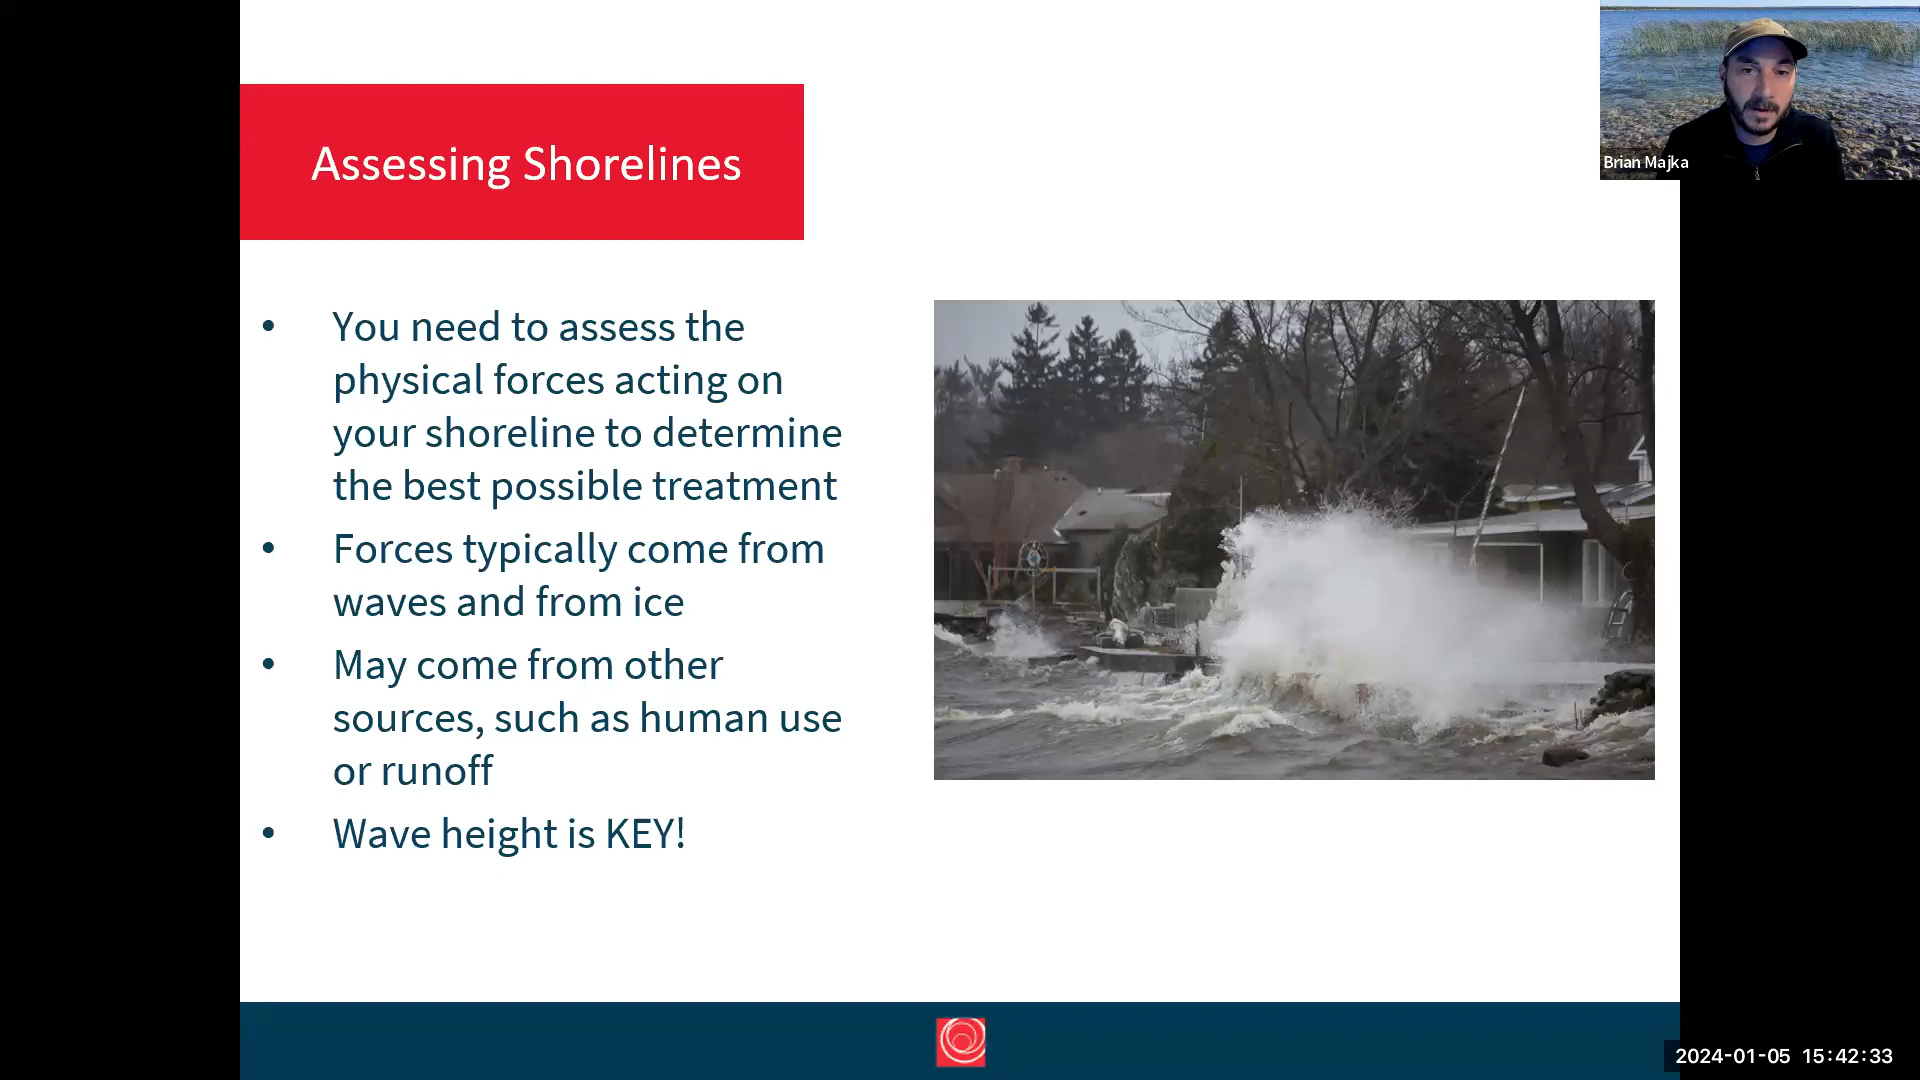 Assessing Shorelines
• You need to assess the
physical forces acting on
your shoreline to determine
the best possible treatment
• Forces typically come from
waves and from ice
• May come from other
sources, such as human use
or runoff
• Wave height is KEY!
Brian Majka
2024-01-05 15:42:33